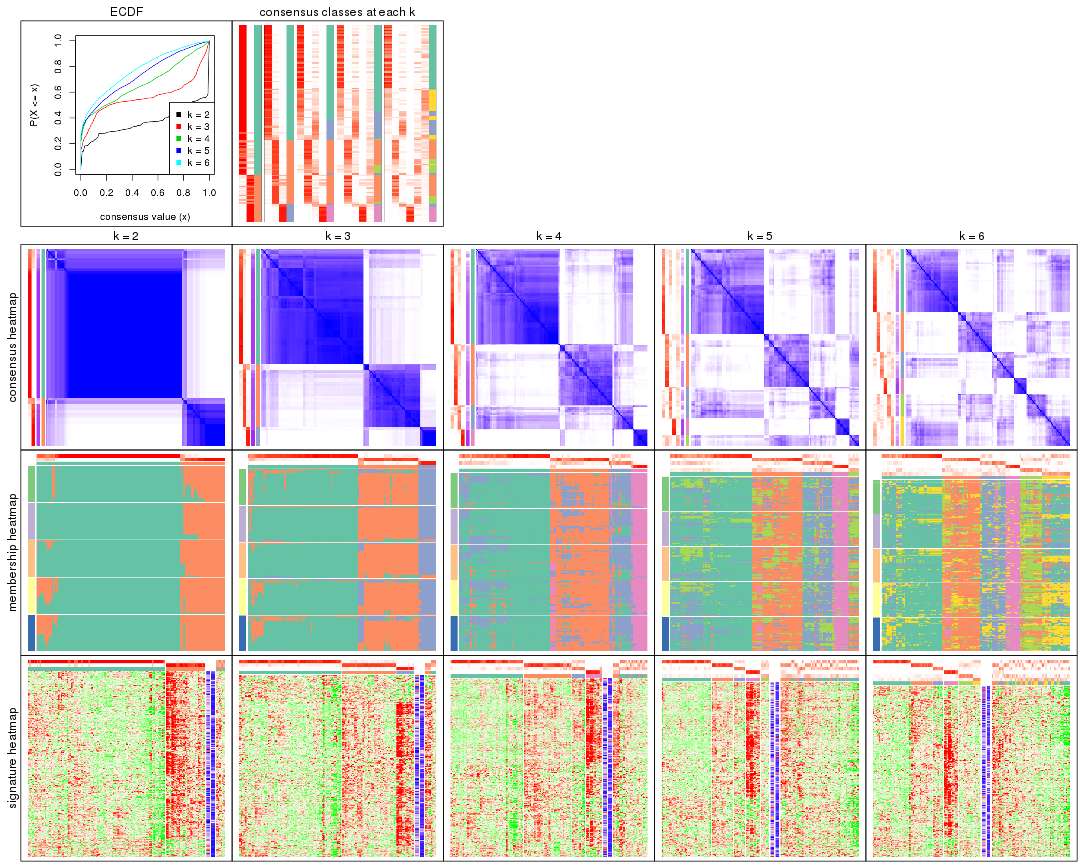 ECDF
consensus classes at each k
P(X <= x)
0.0 0.2 0.4 0.6 0.8 1.0
k = 2
k = 3
k = 4
k = 5
k = 6
0.0 0.2 0.4 0.6 0.8 1.0
consensus value (x)
k = 2
k = 3
k = 4
k = 5
k = 6
consensus heatmap
membership heatmap
signature heatmap